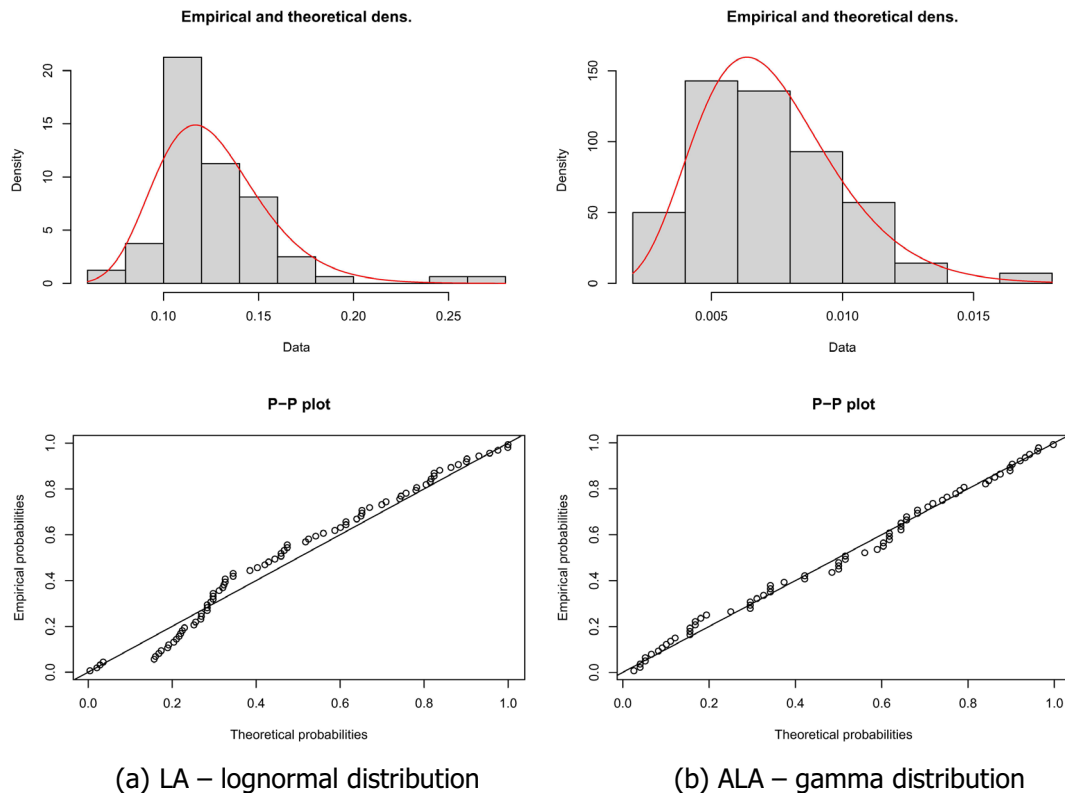 Empirical and theoretical dens.
Density
0 5 10 15 20
0.10 0.15 0.20 0.25
Data
Empirical and theoretical dens.
Density
0 50 100 150
0.005 0.010 0.015
Data
P−P plot
Empirical probabilities
0.0 0.2 0.4 0.6 0.8 1.0
0.0 0.2 0.4 0.6 0.8 1.0
Theoretical probabilities
P−P plot
Empirical probabilities
0.0 0.2 0.4 0.6 0.8 1.0
0.0 0.2 0.4 0.6 0.8 1.0
Theoretical probabilities
(a) LA – lognormal distribution
(b) ALA – gamma distribution